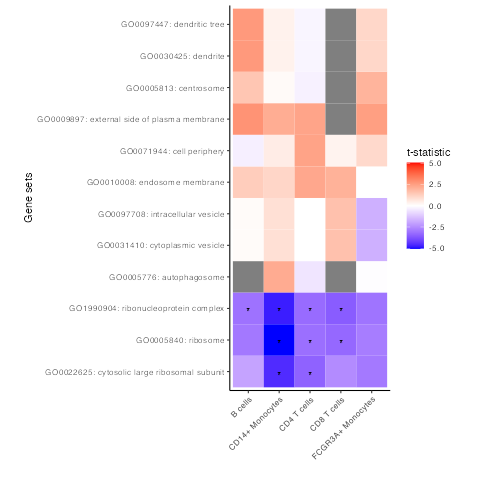 GO0097447: dendritic tree
GO0030425: dendrite
GO0005813: centrosome
GO0009897: external side of plasma membrane
GO0071944: cell periphery
GO0010008: endosome membrane
GO0097708: intracellular vesicle
GO0031410: cytoplasmic vesicle
GO0005776: autophagosome
GO1990904: ribonucleoprotein complex
GO0005840: ribosome
GO0022625: cytosolic large ribosomal subunit
Gene sets
B cells
CD14+ Monocytes
CD4 T cells
CD8 T cells
FCGR3A+ Monocytes
t-statistic
5.0
2.5
0.0
-2.5
-5.0